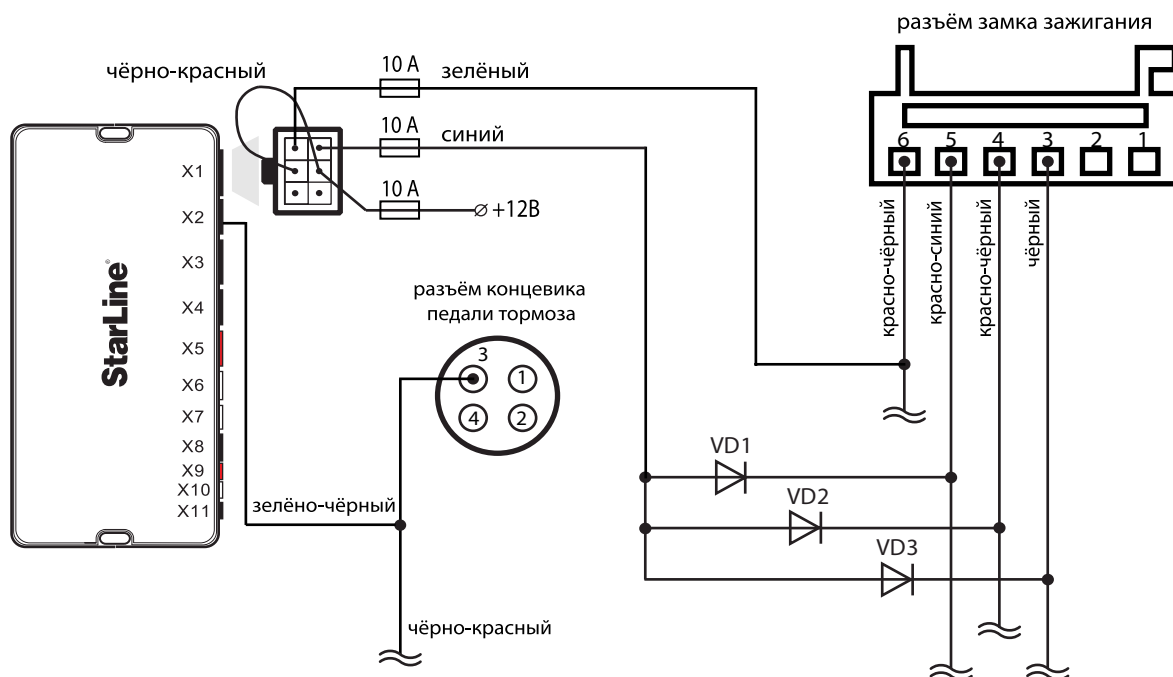 разъём замка зажигания
чёрно-красный
10 А
зелёный
10 А
синий
10 А
+12В
6 5 4 3 2 1
красно-чёрный
красно-синий
красно-чёрный
чёрный
X1
X2
X3
X4
X5
X6
X7
X8
X9
X10
X11
StarLine®
разъём концевика
педали тормоза
3
1
4
2
VD1
VD2
VD3
зелёно-чёрный
чёрно-красный